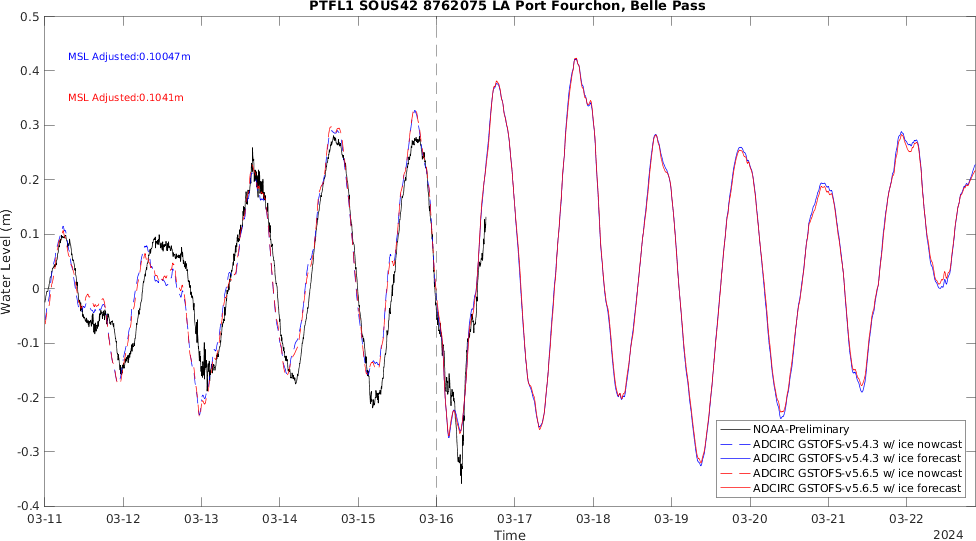 PTFL1 SOUS42 8762075 LA Port Fourchon, Belle Pass
0.5
0.4
0.3
0.2
0.1
0
-0.1
-0.2
-0.3
-0.4
Water Level (m)
MSL Adjusted:0.10047m
MSL Adjusted:0.1041m
NOAA-Preliminary
ADCIRC GSTOFS-v5.4.3 w/ ice nowcast
ADCIRC GSTOFS-v5.4.3 w/ ice forecast
ADCIRC GSTOFS-v5.6.5 w/ ice nowcast
ADCIRC GSTOFS-v5.6.5 w/ ice forecast
03-11 03-12 03-13 03-14 03-15 03-16 03-17 03-18 03-19 03-20 03-21 03-22
Time
2024